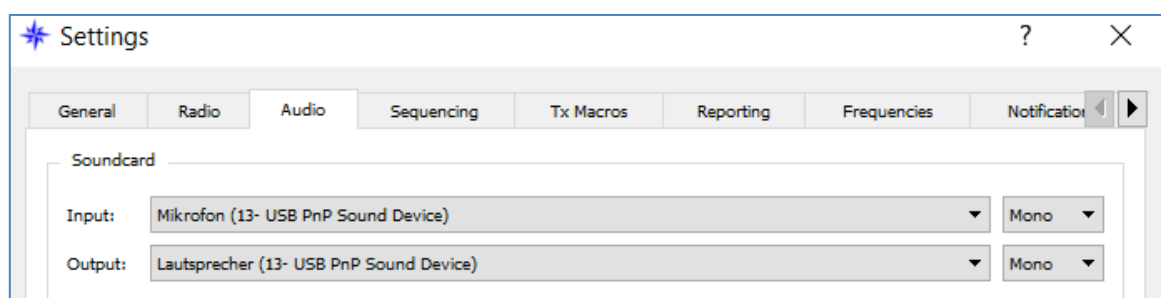 Settings ?
General Radio Audio Sequencing Tx Macros Reporting Frequencies Notification
Soundcard
Input: Mikrofon (13- USB PnP Sound Device) Mono
Output: Lautsprecher (13- USB PnP Sound Device) Mono